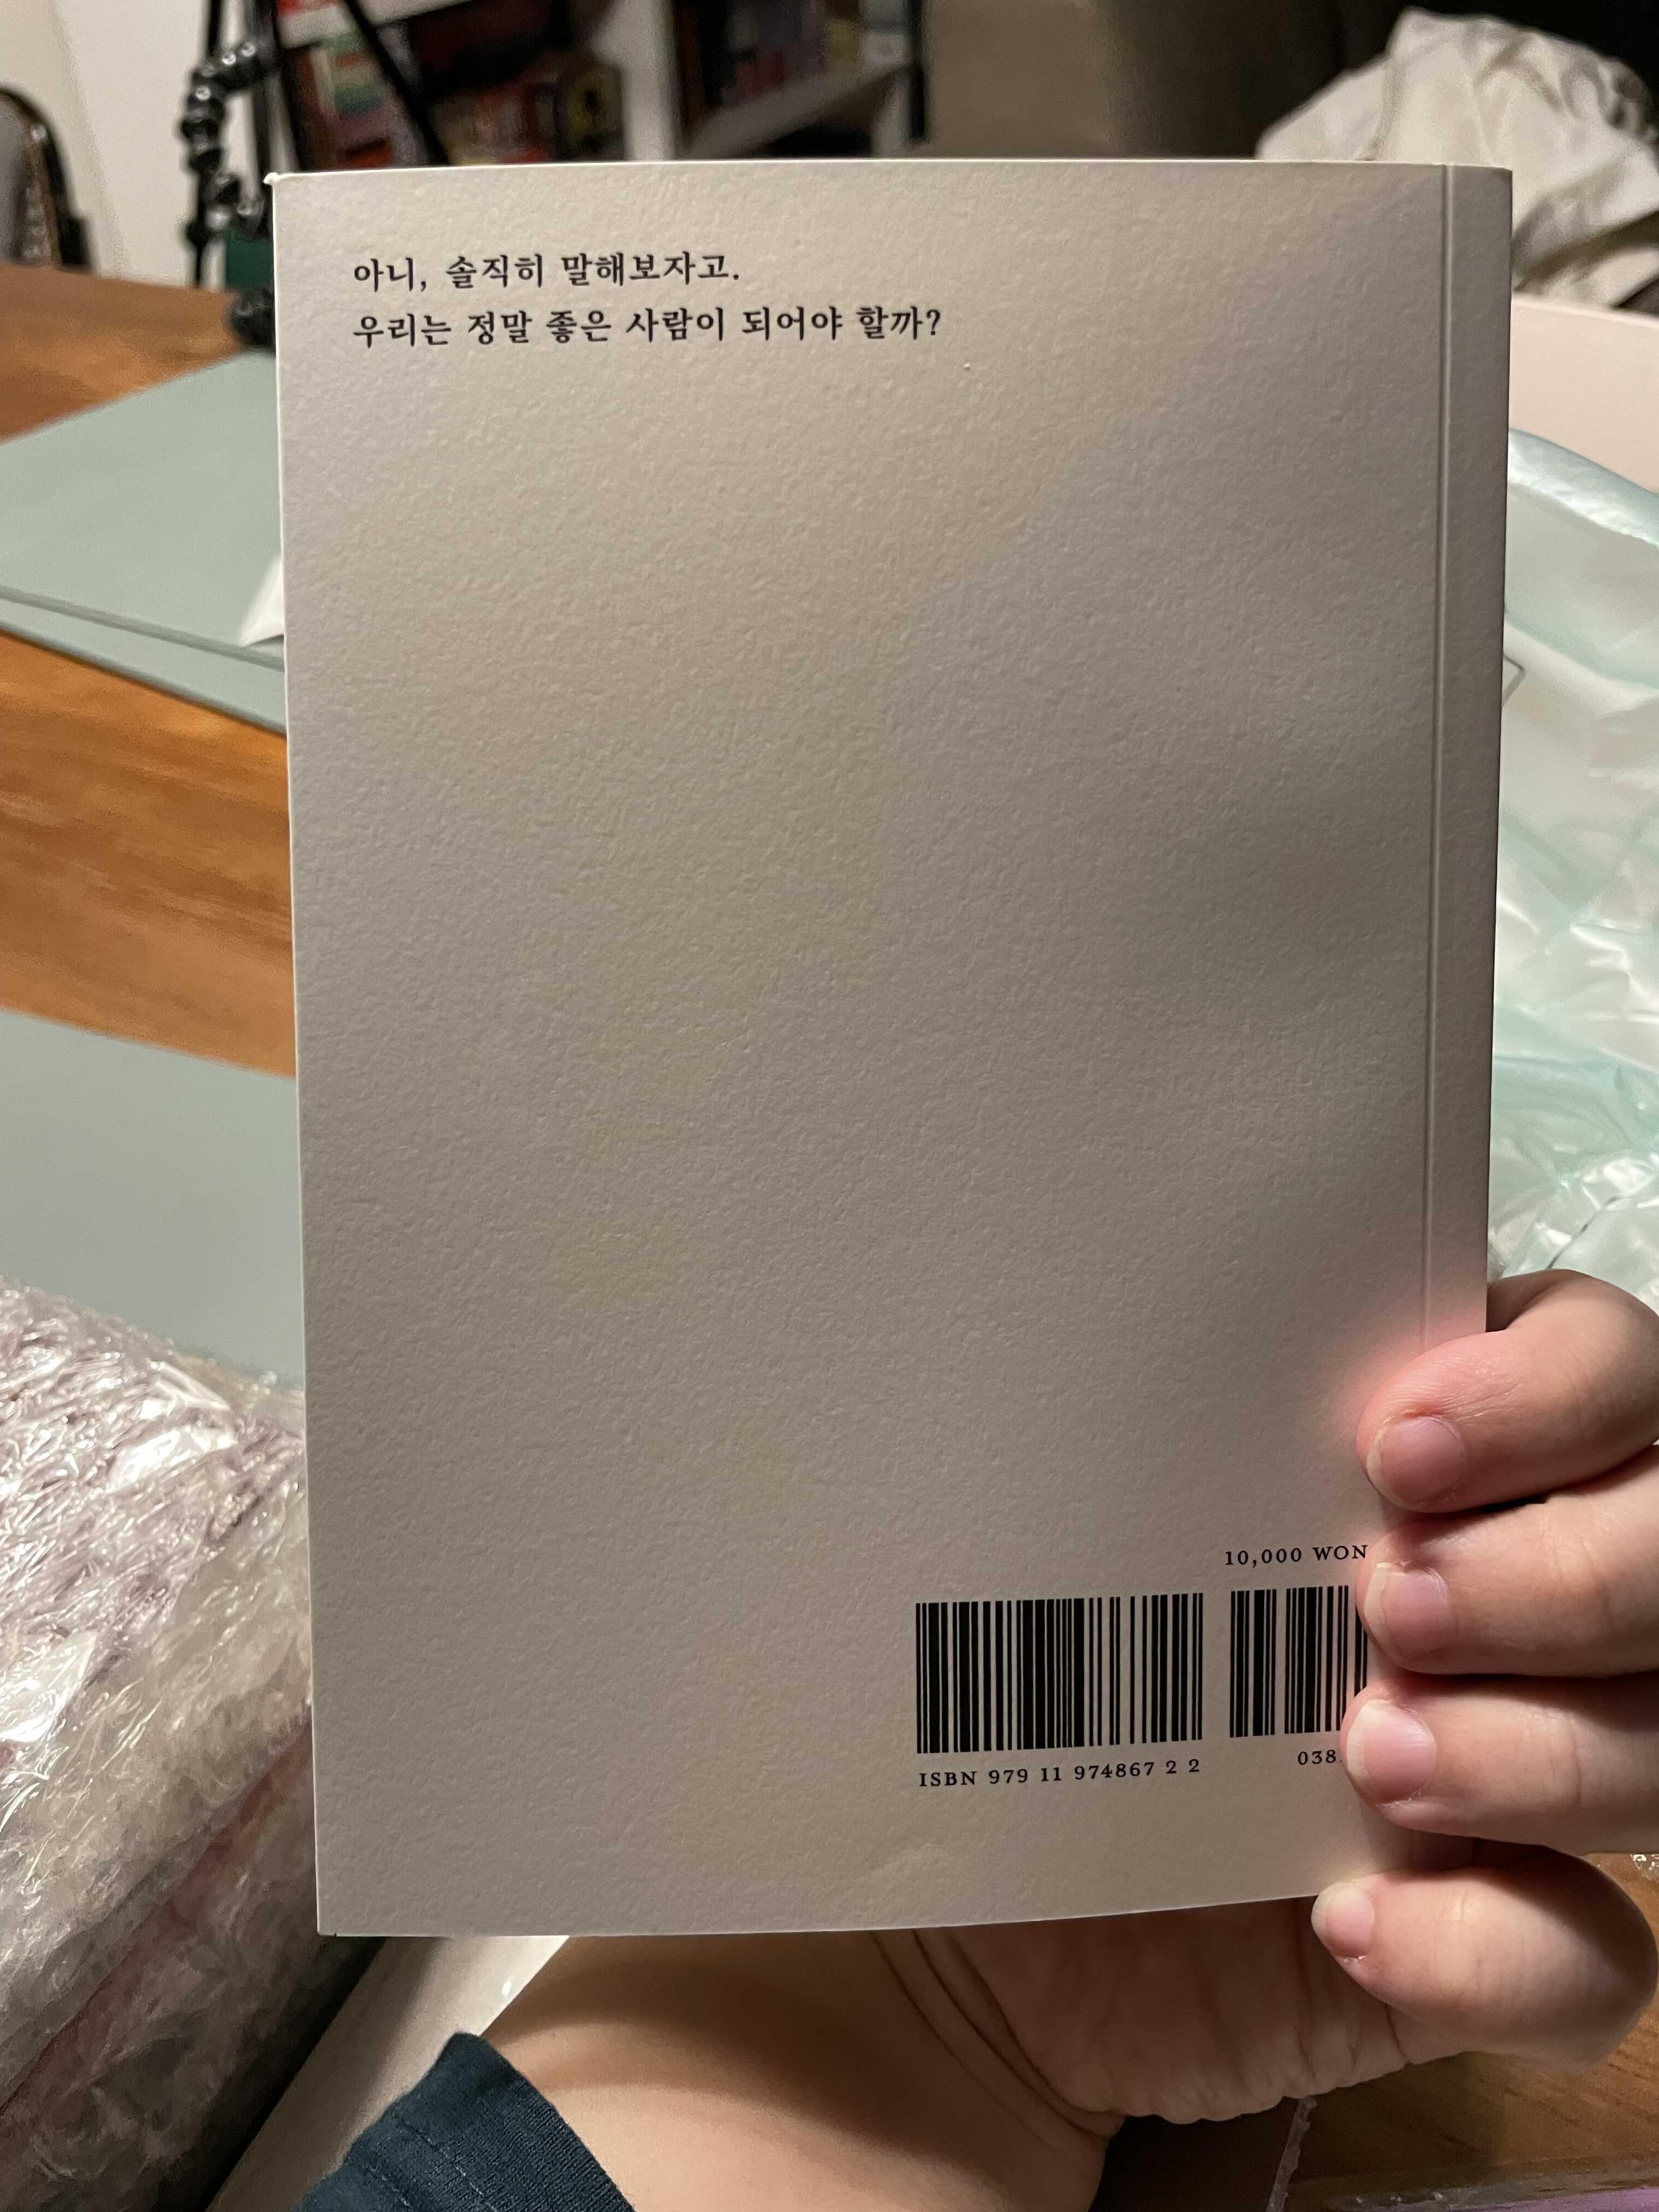 아니, 솔직히 말해보자고.
우리는 정말 좋은 사람이 되어야 할까?
10,000 WON
ISBN 979 11 974867 2 2
038